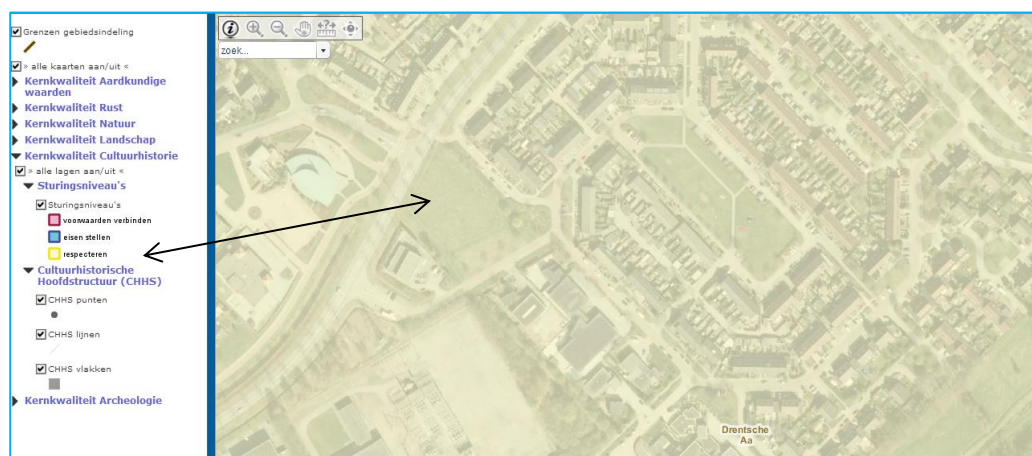 Grenzen gebiedsindeling
» alle kaarten aan/uit «
Kernkwaliteit Aardkundige
waarden
Kernkwaliteit Rust
Kernkwaliteit Natuur
Kernkwaliteit Landschap
Kernkwaliteit Cultuurhistorie
» alle lagen aan/uit «
Sturingsniveau's
Sturingsniveau's
voorwaarden verbinden
eisen stellen
respecteren
Cultuurhistorische
Hoofdstructuur (CHHS)
CHHS punten
CHHS lijnen
CHHS vlakken
Kernkwaliteit Archeologie
zoek...
Drentsche
Aa